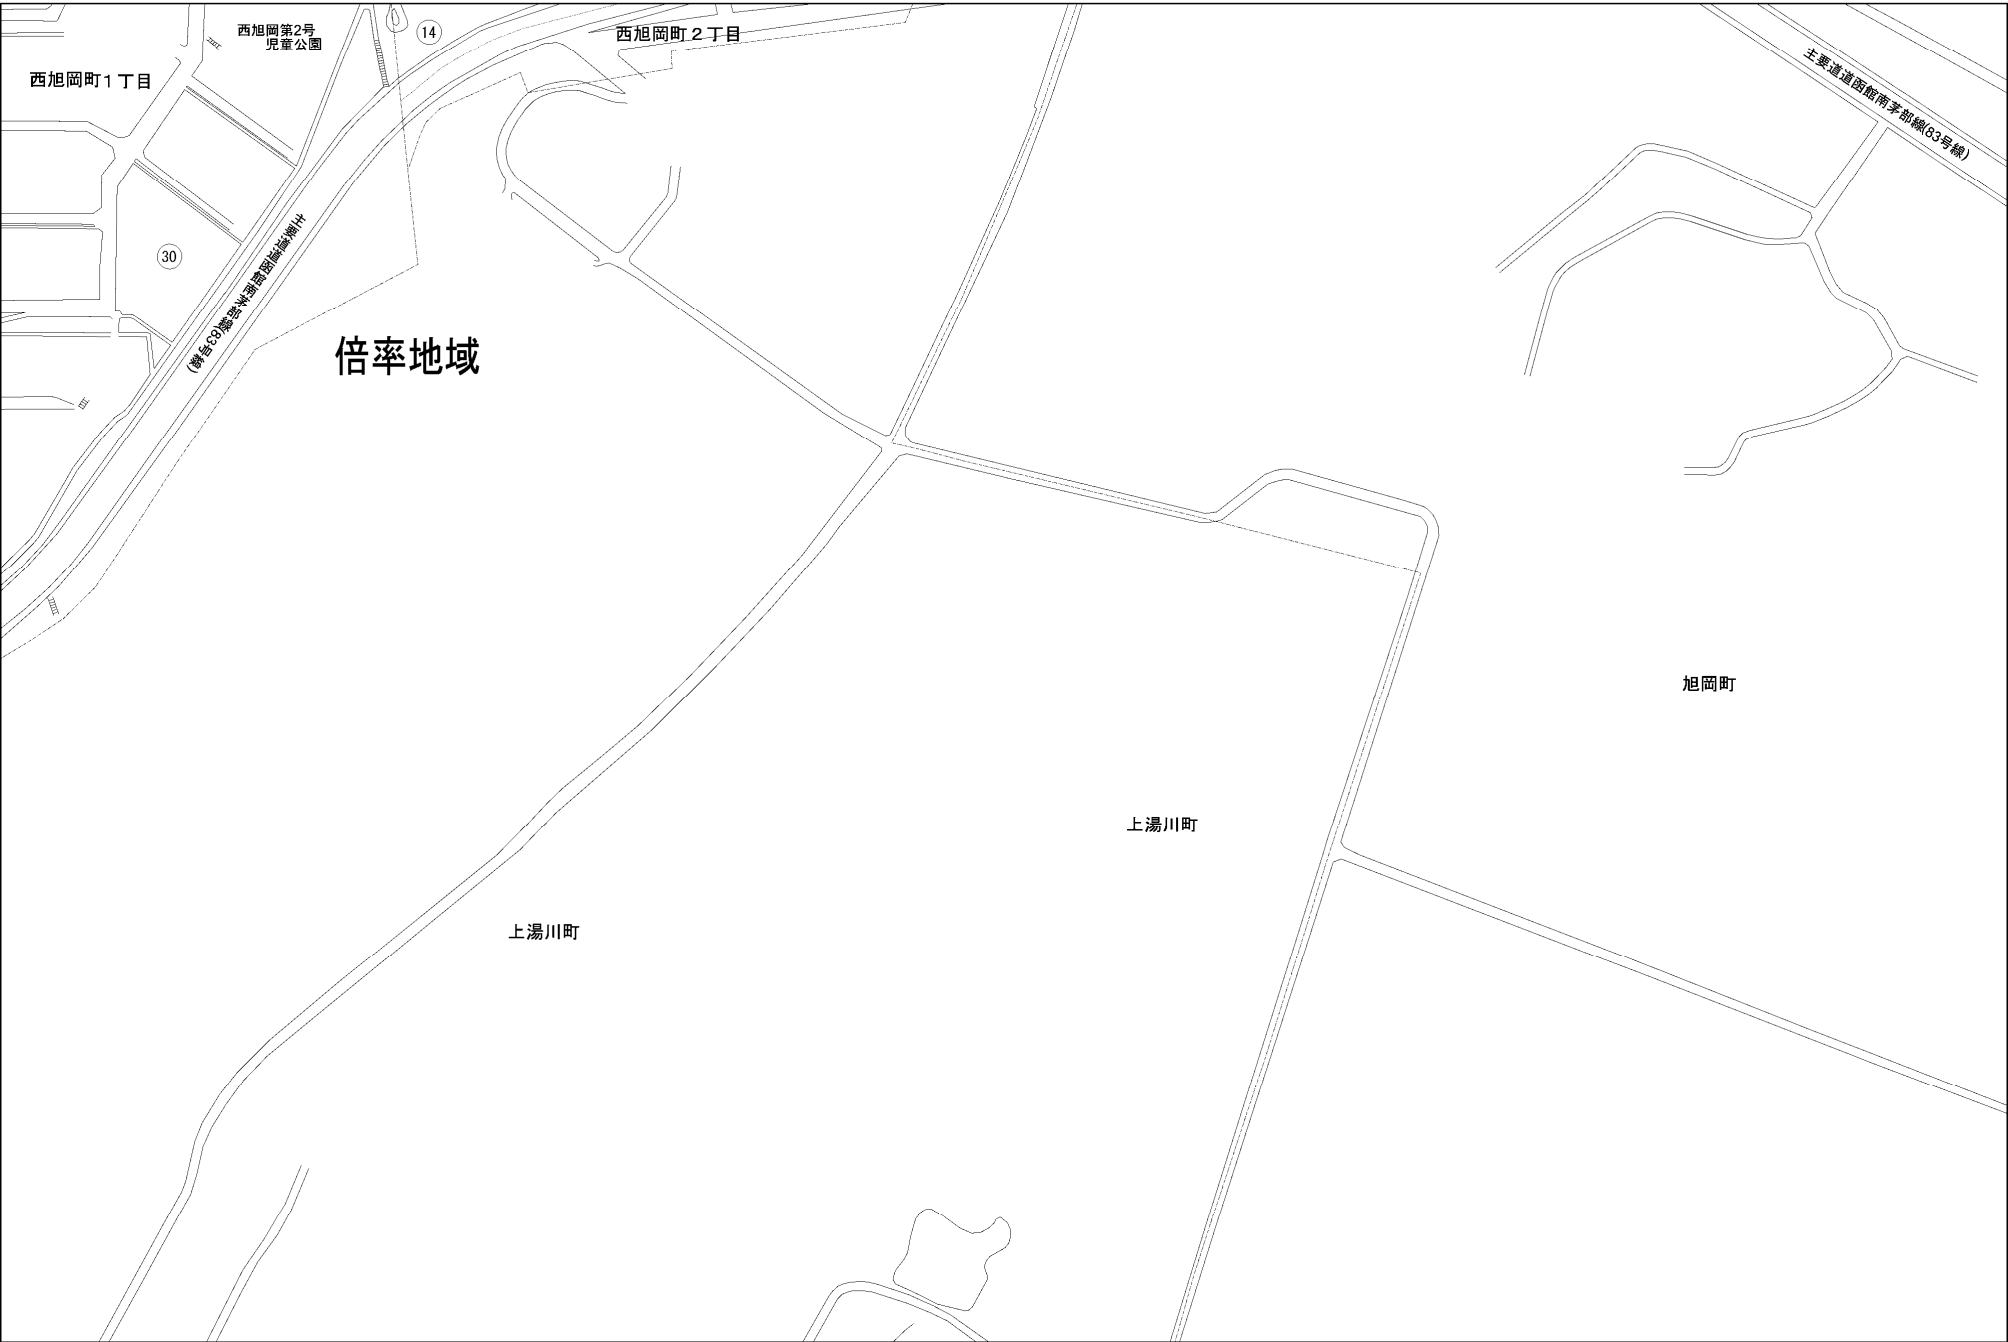 西旭岡第2号
児童公園
14
西旭岡町2丁目
西旭岡町1丁目
主要道道函館南茅部線(83号線)
30
主要道道函館南茅部線(83号線)
倍率地域
旭岡町
上湯川町
上湯川町